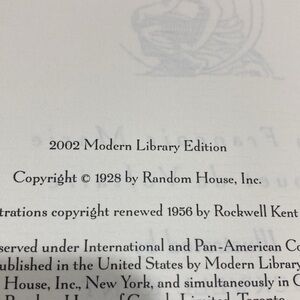 2002 Modern Library Edition
Copyright © 1928 by Random House, Inc.
trations copyright renewed 1956 by Rockwell Kent
served under International and Pan-American Co
ublished in the United States by Modern Library
House, Inc., New York, and simultaneously in C